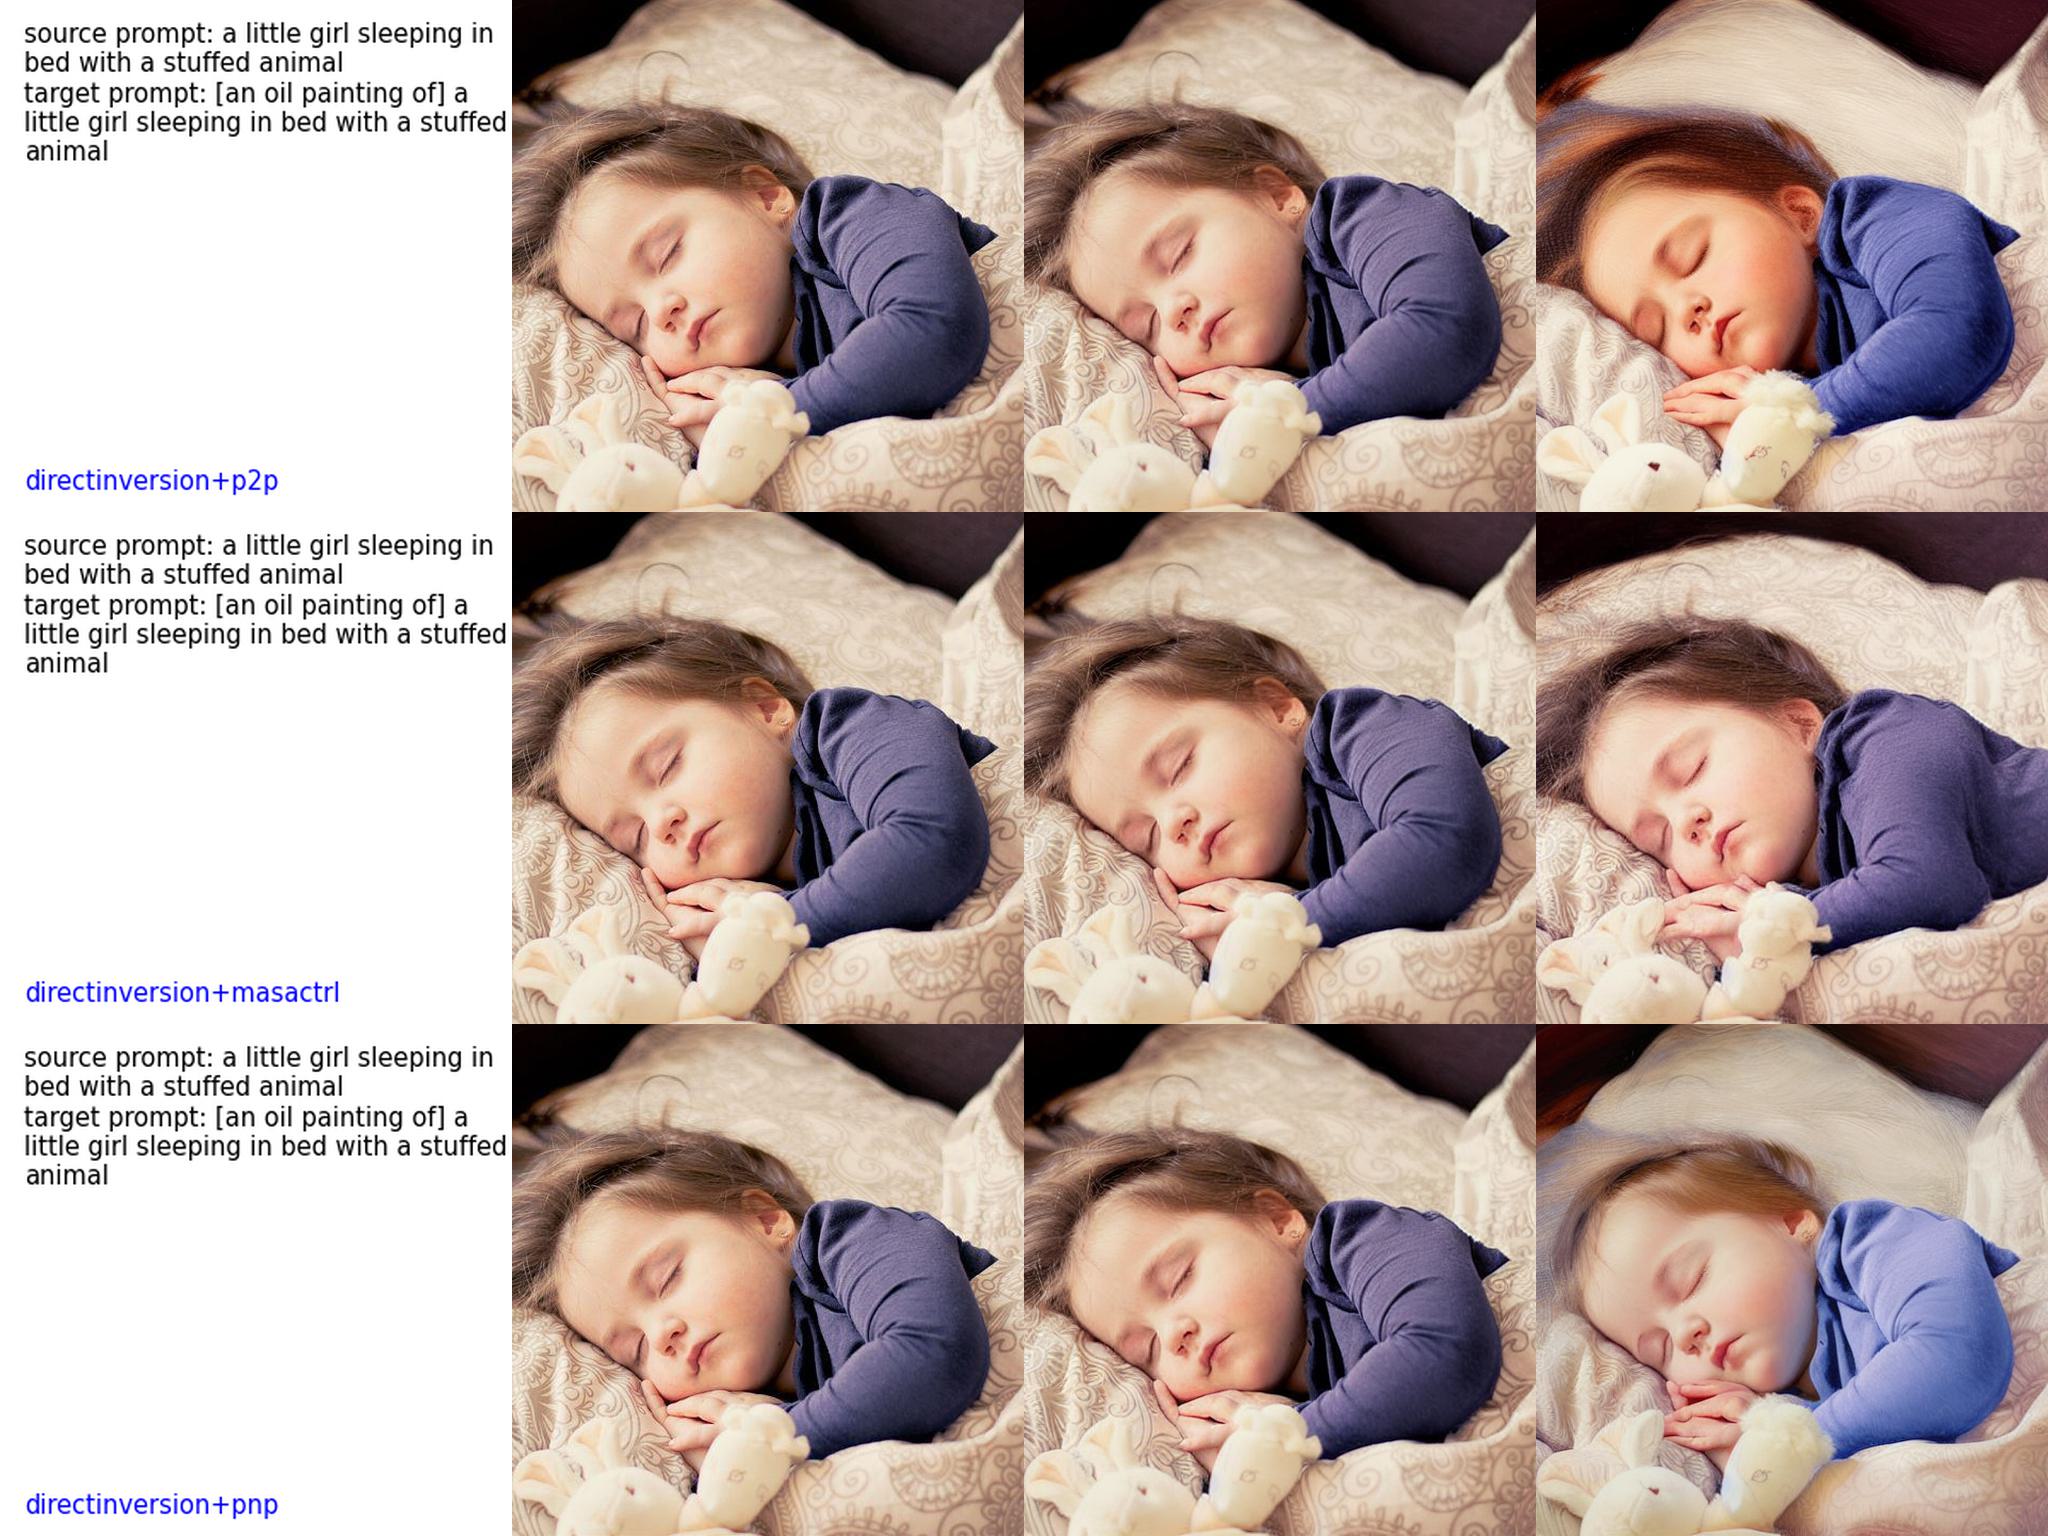 source prompt: a little girl sleeping in
bed with a stuffed animal
target prompt: [an oil painting of] a
little girl sleeping in bed with a stuffed
animal
directinversion+p2p
source prompt: a little girl sleeping in
bed with a stuffed animal
target prompt: [an oil painting of] a
little girl sleeping in bed with a stuffed
animal
directinversion+masactrl
source prompt: a little girl sleeping in
bed with a stuffed animal
target prompt: [an oil painting of] a
little girl sleeping in bed with a stuffed
animal
directinversion+pnp